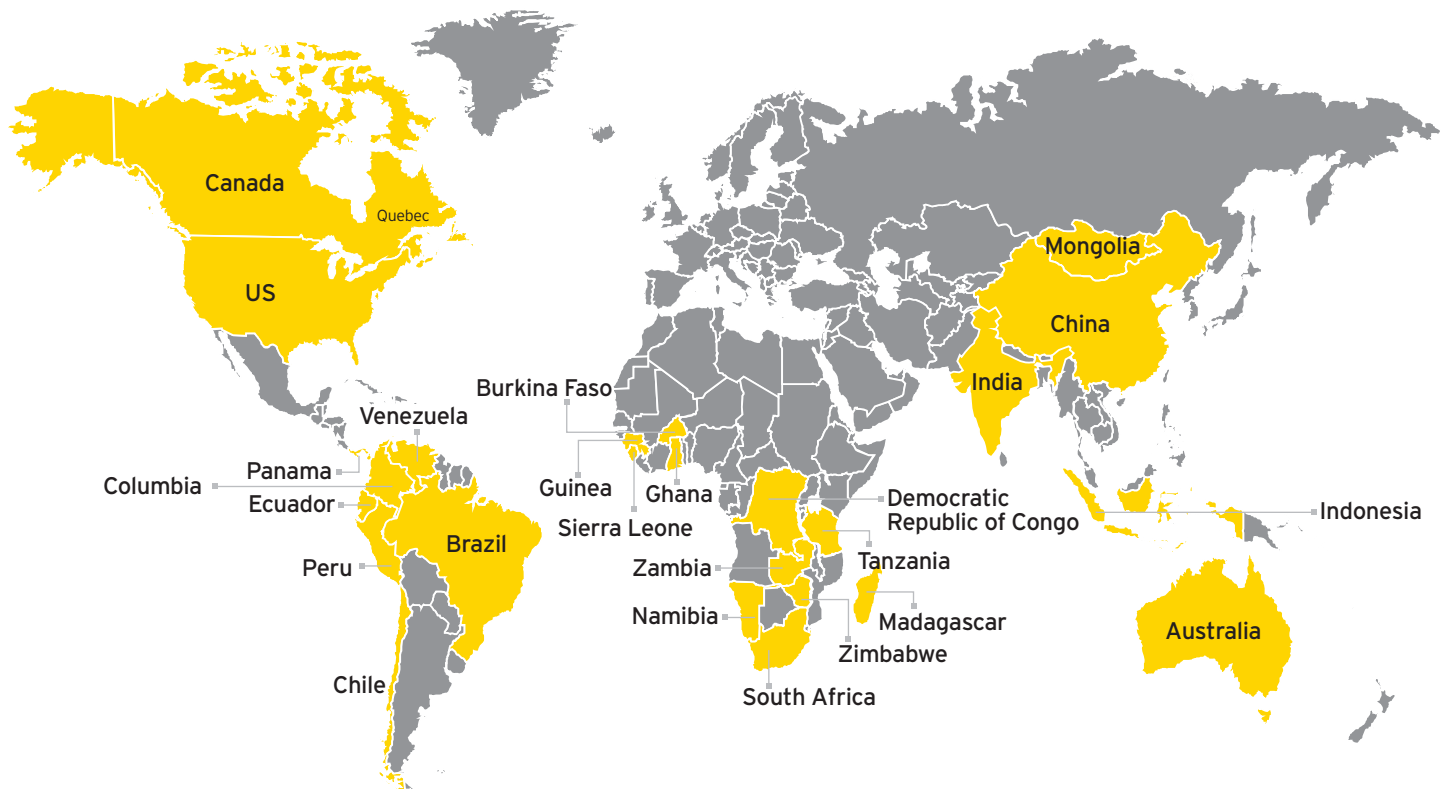 Canada
Quebec
US
Mongolia
China
India
Burkina Faso
Venezuela
Panama
Columbia
Ecuador
Guinea
Ghana
Sierra Leone
Democratic
Republic of Congo
Indonesia
Brazil
Peru
Zambia
Tanzania
Namibia
Madagascar
Australia
Zimbabwe
Chile
South Africa